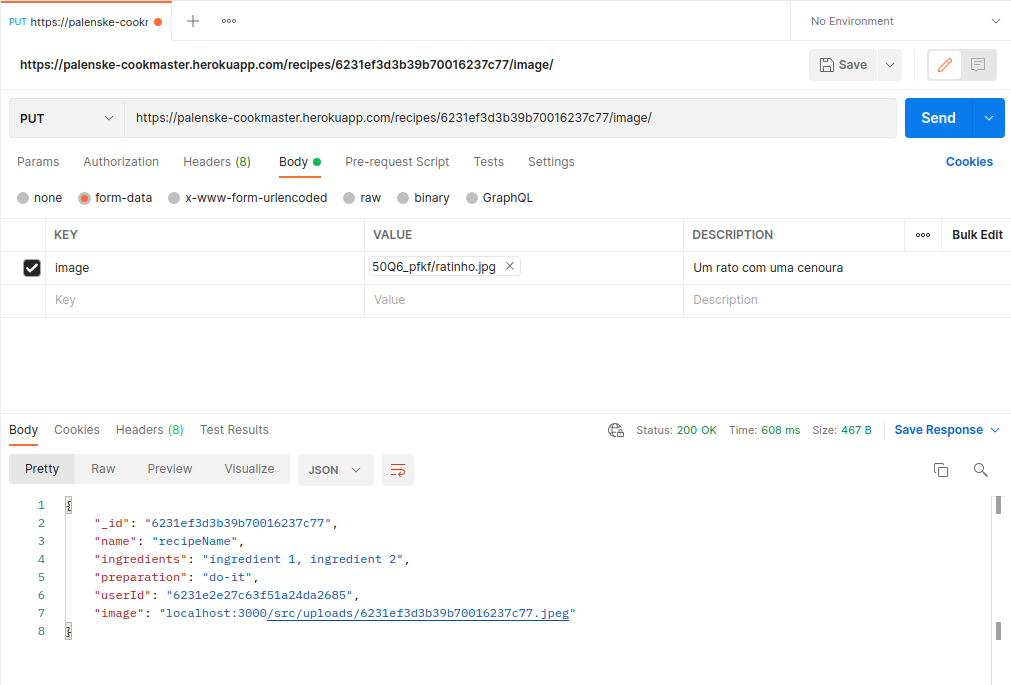 PUT https://palenske-cookr
No Environment
https://palenske-cookmaster.herokuapp.com/recipes/6231ef3d3b39b70016237c77/image/
Save
PUT
https://palenske-cookmaster.herokuapp.com/recipes/6231ef3d3b39b70016237c77/image/
Send
Params Authorization Headers (8) Body Pre-request Script Tests Settings Cookies
none form-data x-www-form-urlencoded raw binary GraphQL
KEY VALUE DESCRIPTION Bulk Edit
image 50Q6_pfkf/ratinho.jpg Um rato com uma cenoura
Key Value Description
Body Cookies Headers (8) Test Results Status: 200 OK Time: 608 ms Size: 467 B Save Response
Pretty Raw Preview Visualize JSON
1 {
2 "_id": "6231ef3d3b39b70016237c77",
3 "name": "recipeName",
4 "ingredients": "ingredient 1, ingredient 2",
5 "preparation": "do-it",
6 "userId": "6231e2e27c63f51a24da2685",
7 "image": "localhost:3000/src/uploads/6231ef3d3b39b70016237c77.jpeg"
8 }